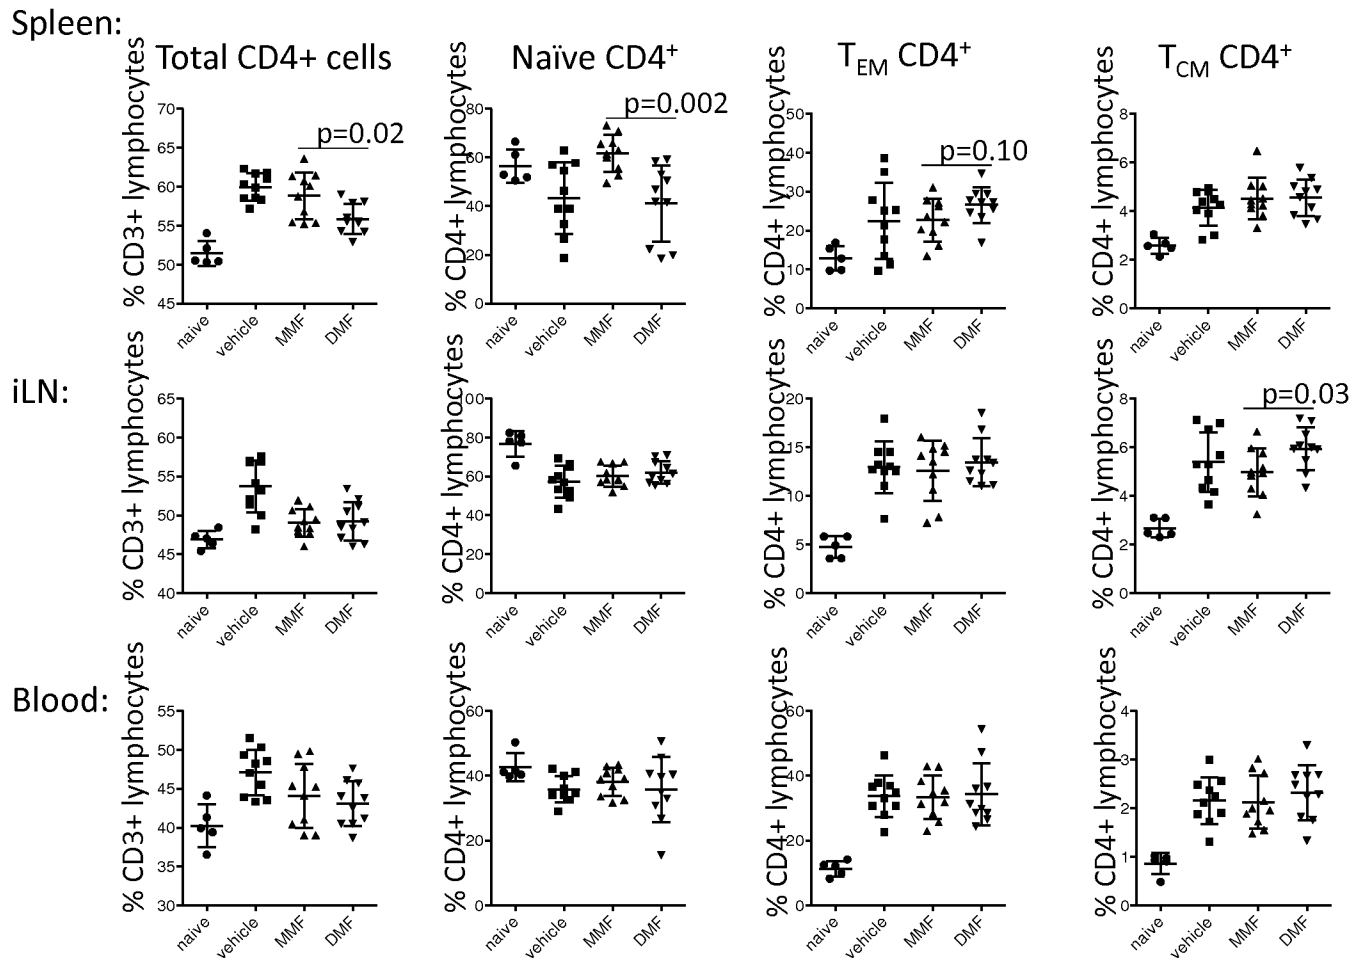 Spleen:
Total CD4+ cells
Naïve CD4⁺
T_EM CD4⁺
T_CM CD4⁺
% CD3+ lymphocytes
70
65
60
55
50
45
p=0.02
naive
vehicle
MMF
DMF
% CD4+ lymphocytes
80
60
40
20
0
p=0.002
naive
vehicle
MMF
DMF
% CD4+ lymphocytes
50
40
30
20
10
0
p=0.10
naive
vehicle
MMF
DMF
% CD4+ lymphocytes
8
6
4
2
0
naive
vehicle
MMF
DMF
iLN:
% CD3+ lymphocytes
65
60
55
50
45
40
naive
vehicle
MMF
DMF
% CD4+ lymphocytes
100
80
60
40
20
0
naive
vehicle
MMF
DMF
% CD4+ lymphocytes
20
15
10
5
0
naive
vehicle
MMF
DMF
% CD4+ lymphocytes
8
6
4
2
0
p=0.03
naive
vehicle
MMF
DMF
Blood:
% CD3+ lymphocytes
55
50
45
40
35
30
naive
vehicle
MMF
DMF
% CD4+ lymphocytes
60
40
20
0
naive
vehicle
MMF
DMF
% CD4+ lymphocytes
60
40
20
0
naive
vehicle
MMF
DMF
% CD4+ lymphocytes
4
3
2
1
0
naive
vehicle
MMF
DMF